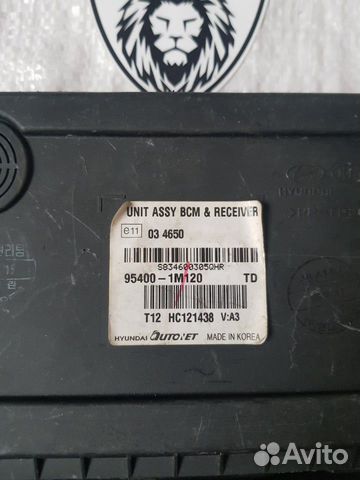 UNIT ASSY BCM & RECEIVER
e11 03 4650
S834600305QHR
95400-1M120 TD
T12 HC121438 V:A3
HYUNDAI AUTONET MADE IN KOREA
HYUNDAI
Avito